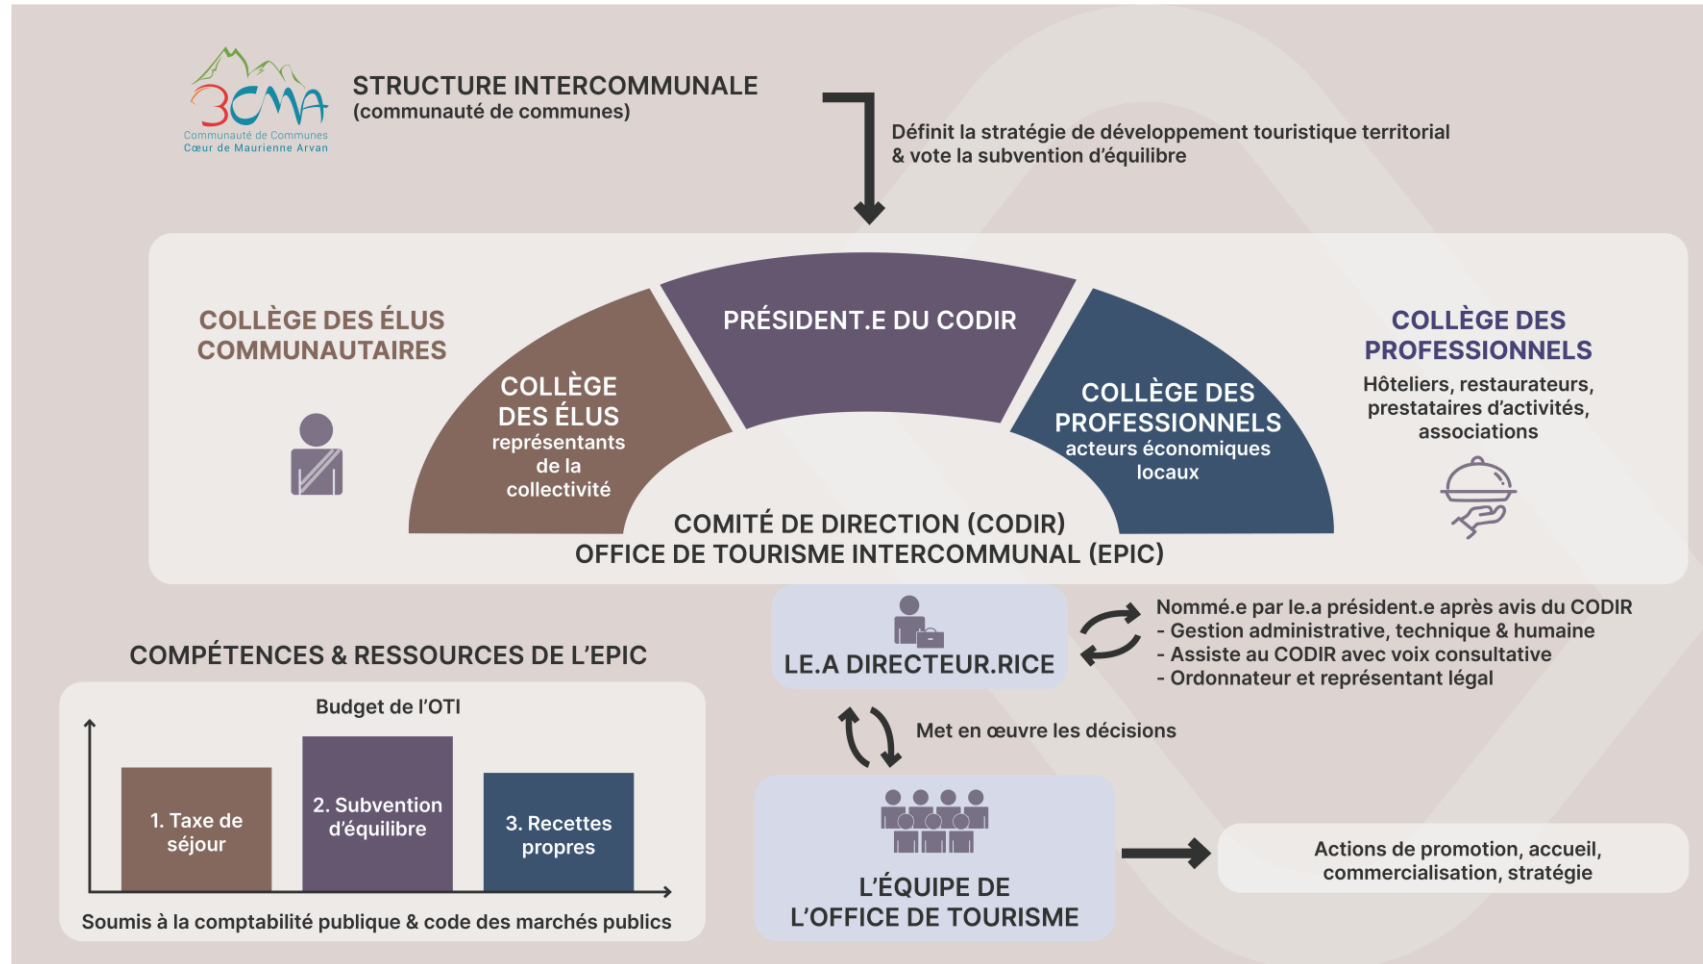 3CMA
Communauté de Communes
Cœur de Maurienne Arvan
STRUCTURE INTERCOMMUNALE
(communauté de communes)
Définit la stratégie de développement touristique territorial
& vote la subvention d'équilibre
COLLÈGE DES ÉLUS
COMMUNAUTAIRES
COLLÈGE
DES ÉLUS
représentants
de la
collectivité
PRÉSIDENT.E DU CODIR
COLLÈGE DES
PROFESSIONNELS
acteurs économiques
locaux
COLLÈGE DES
PROFESSIONNELS
Hôteliers, restaurateurs,
prestataires d'activités,
associations
COMITÉ DE DIRECTION (CODIR)
OFFICE DE TOURISME INTERCOMMUNAL (EPIC)
LE.A DIRECTEUR.RICE
Nommé.e par le.a président.e après avis du CODIR
- Gestion administrative, technique & humaine
- Assiste au CODIR avec voix consultative
- Ordonnateur et représentant légal
Met en œuvre les décisions
L'ÉQUIPE DE
L'OFFICE DE TOURISME
Actions de promotion, accueil,
commercialisation, stratégie
COMPÉTENCES & RESSOURCES DE L'EPIC
Budget de l'OTI
1. Taxe de
séjour
2. Subvention
d'équilibre
3. Recettes
propres
Soumis à la comptabilité publique & code des marchés publics